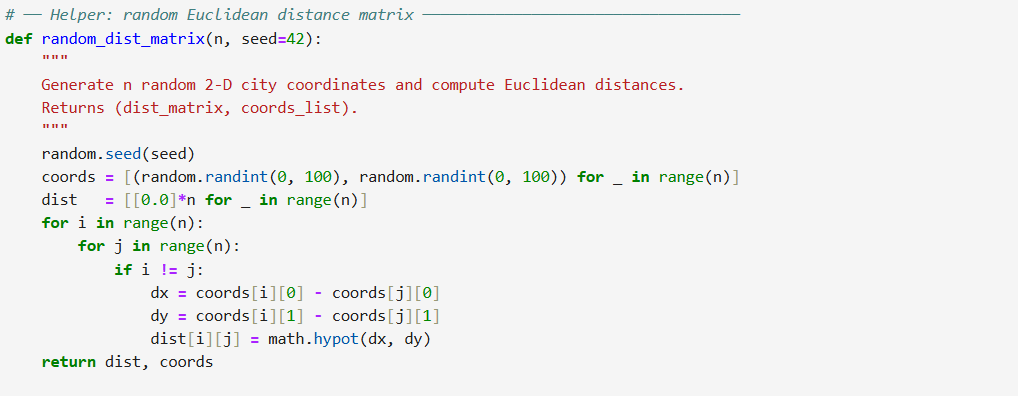 # ── Helper: random Euclidean distance matrix ───────────────────────────────────
def random_dist_matrix(n, seed=42):
    """
    Generate n random 2-D city coordinates and compute Euclidean distances.
    Returns (dist_matrix, coords_list).
    """
    random.seed(seed)
    coords = [(random.randint(0, 100), random.randint(0, 100)) for _ in range(n)]
    dist   = [[0.0]*n for _ in range(n)]
    for i in range(n):
        for j in range(n):
            if i != j:
                dx = coords[i][0] - coords[j][0]
                dy = coords[i][1] - coords[j][1]
                dist[i][j] = math.hypot(dx, dy)
    return dist, coords